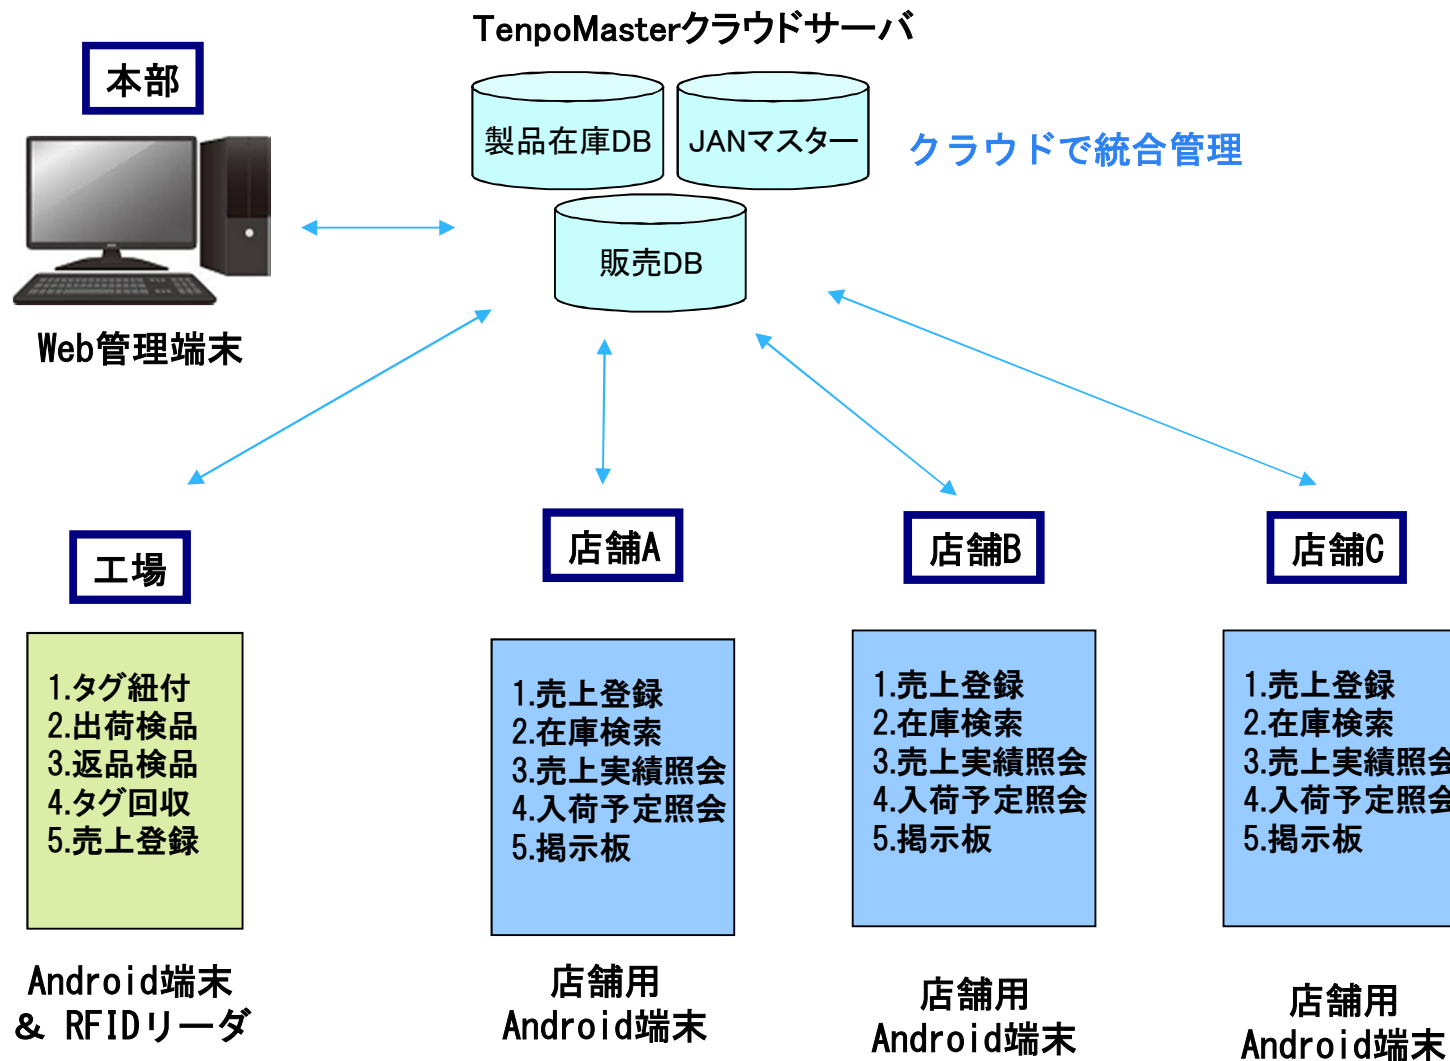 TenpoMasterクラウドサーバ
本部
製品在庫DB
JANマスター
クラウドで統合管理
販売DB
Web管理端末
工場
店舗A
店舗B
店舗C
1.タグ紐付
2.出荷検品
3.返品検品
4.タグ回収
5.売上登録
1.売上登録
2.在庫検索
3.売上実績照会
4.入荷予定照会
5.掲示板
1.売上登録
2.在庫検索
3.売上実績照会
4.入荷予定照会
5.掲示板
1.売上登録
2.在庫検索
3.売上実績照会
4.入荷予定照会
5.掲示板
Android端末
& RFIDリーダ
店舗用
Android端末
店舗用
Android端末
店舗用
Android端末